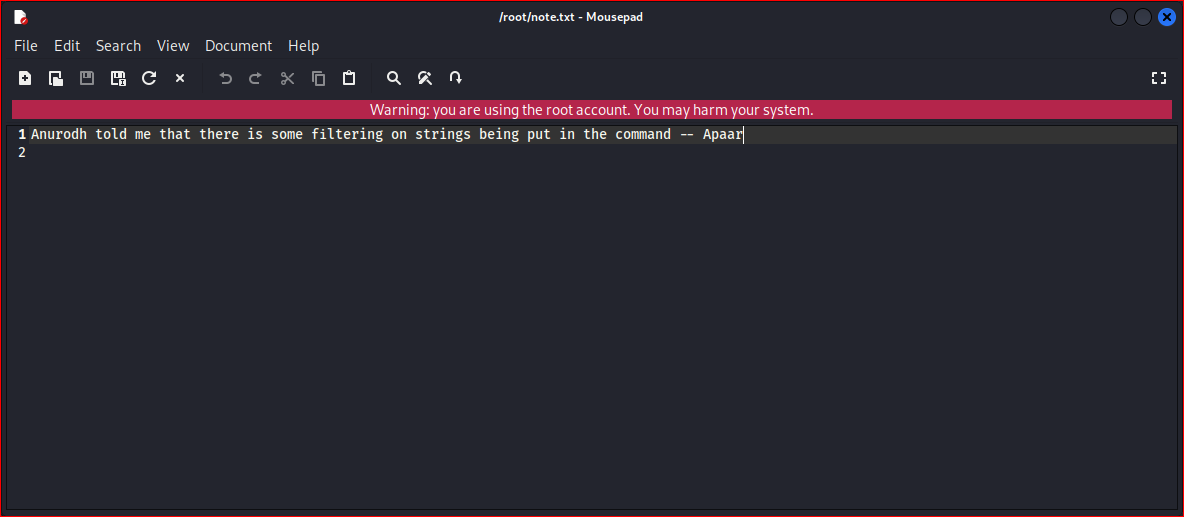 /root/note.txt - Mousepad
File Edit Search View Document Help
Warning: you are using the root account. You may harm your system.
1 Anurodh told me that there is some filtering on strings being put in the command -- Apaar
2